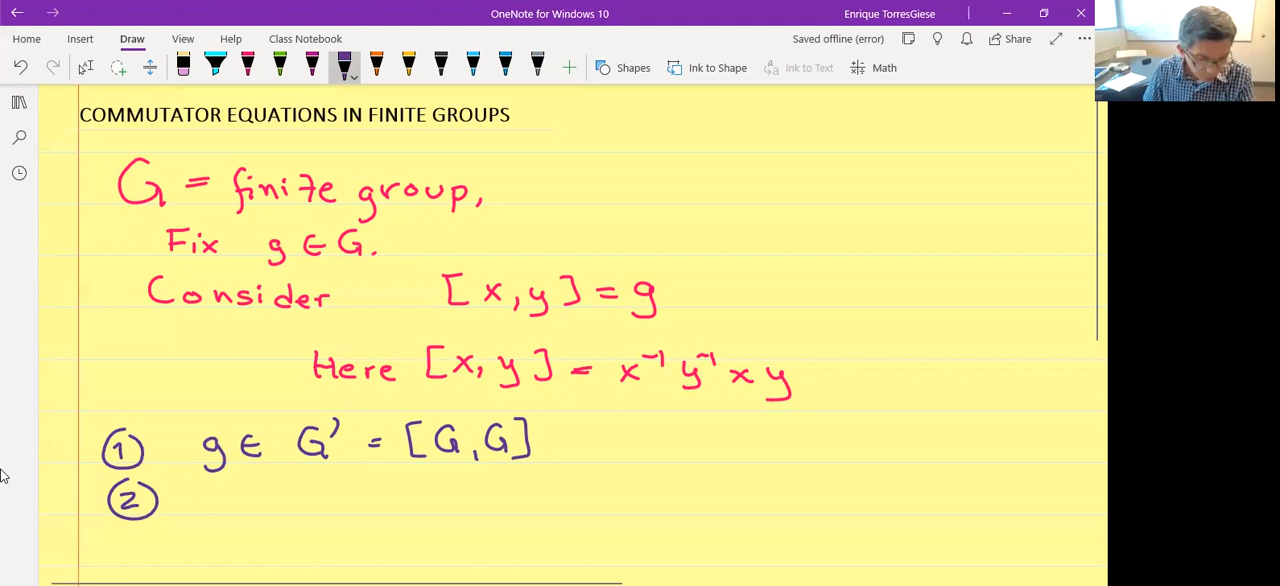 OneNote for Windows 10
Enrique TorresGiese
Home Insert Draw View Help Class Notebook
Saved offline (error) Share
Shapes Ink to Shape Ink to Text Math
COMMUTATOR EQUATIONS IN FINITE GROUPS
G = finite group,
Fix g ∈ G.
Consider [x, y] = g
Here [x, y] = x⁻¹ y⁻¹ x y
① g ∈ G' = [G, G]
②